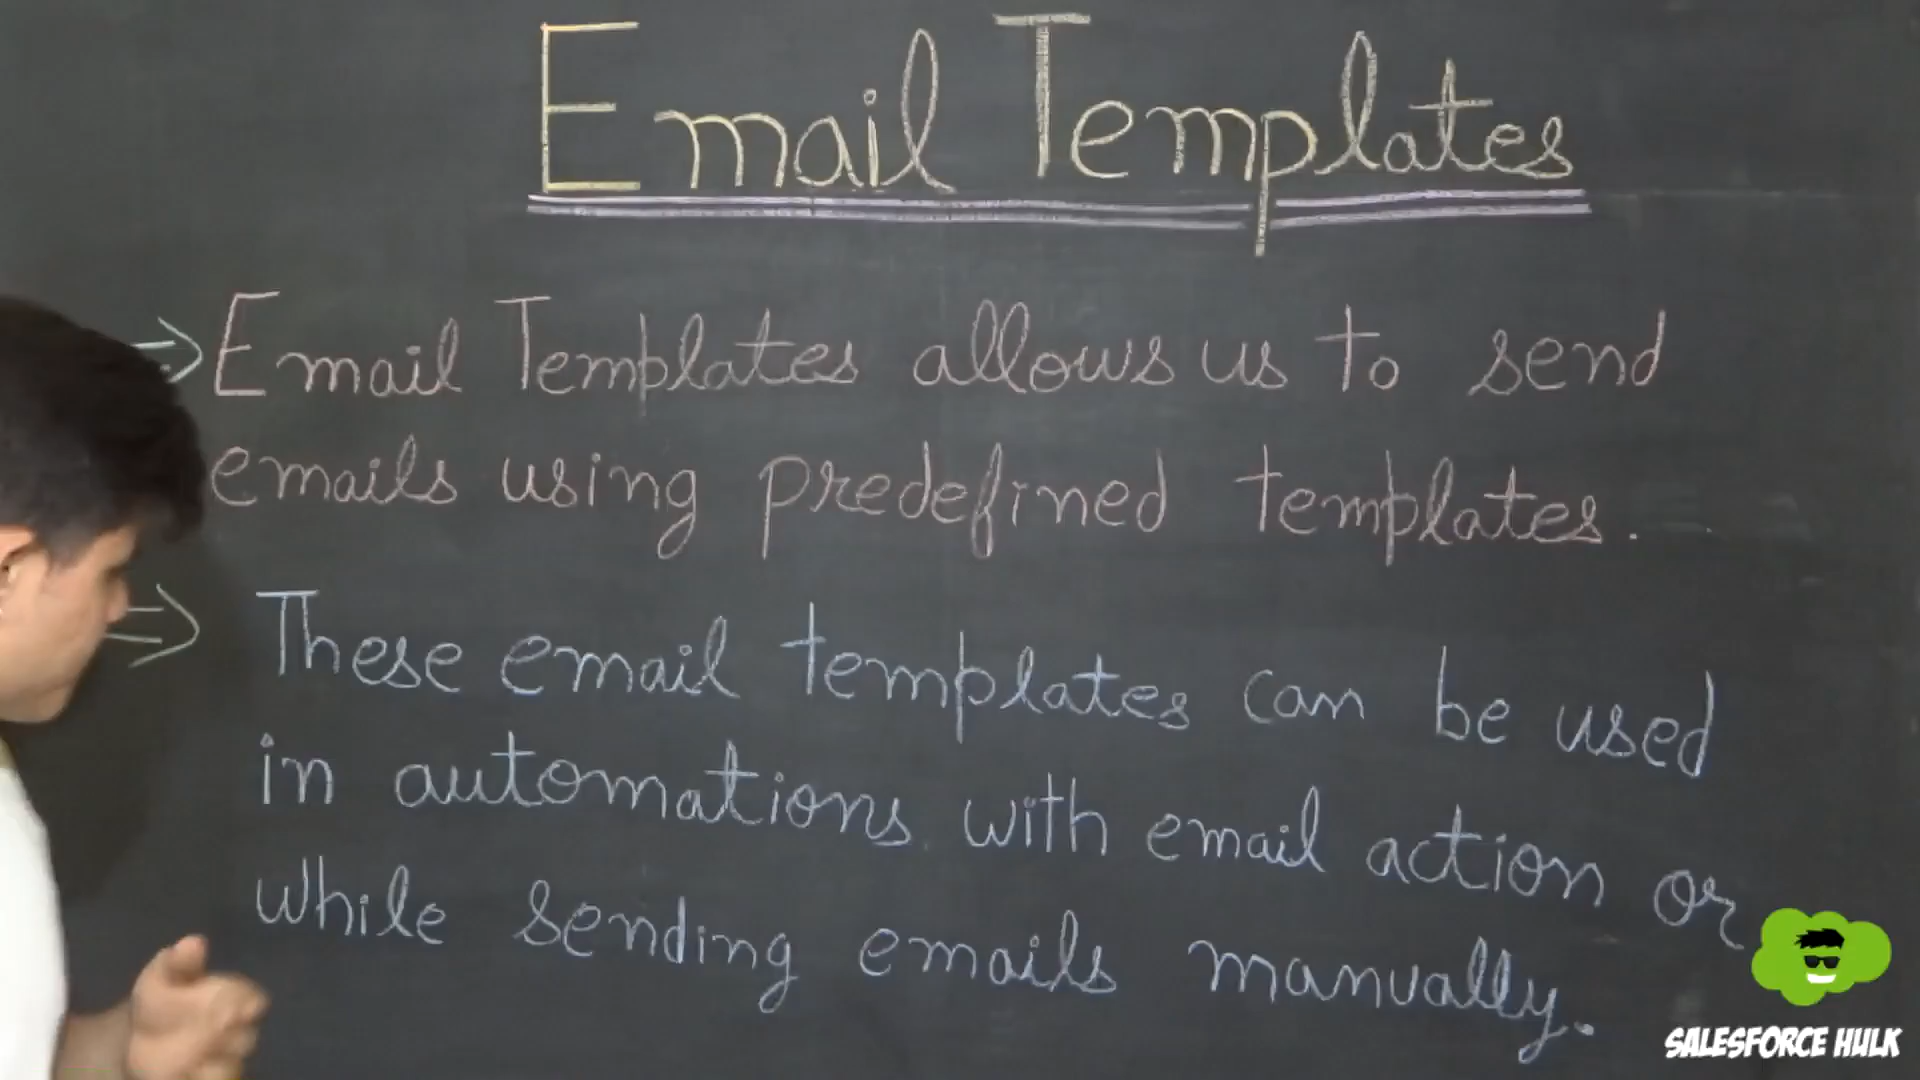 Email Templates
⇒ Email Templates allows us to send
emails using predefined templates.
⇒ These email templates can be used
in automations with email action or
while sending emails manually.
SALESFORCE HULK